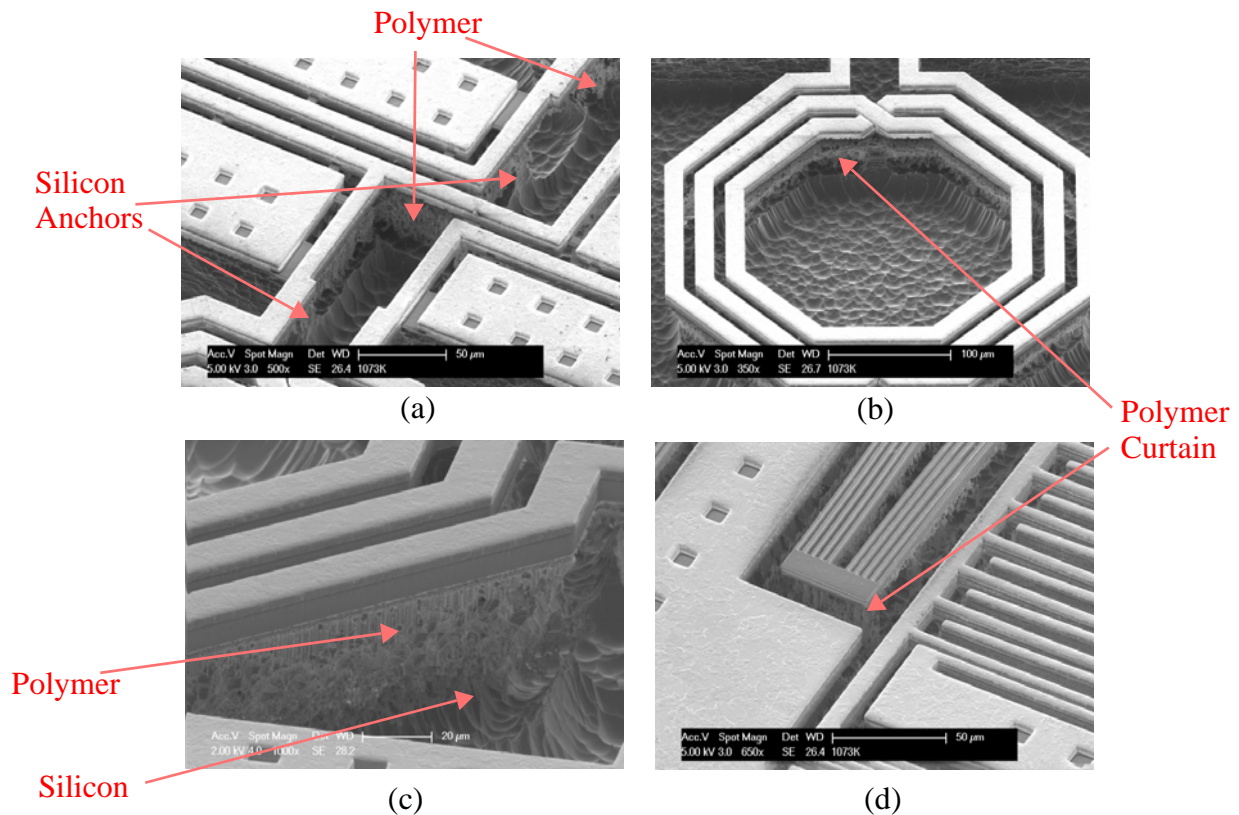 Polymer
Silicon
Anchors
Acc.V Spot Magn Det WD 50 µm
5.00 kV 3.0 500x SE 26.4 1073K
Acc.V Spot Magn Det WD 100 µm
5.00 kV 3.0 350x SE 26.7 1073K
(a)
(b)
Polymer
Curtain
Polymer
Silicon
Acc.V Spot Magn Det WD 20 µm
2.00 kV 4.0 1000x SE 28.2
Acc.V Spot Magn Det WD 50 µm
5.00 kV 3.0 650x SE 26.4 1073K
(c)
(d)